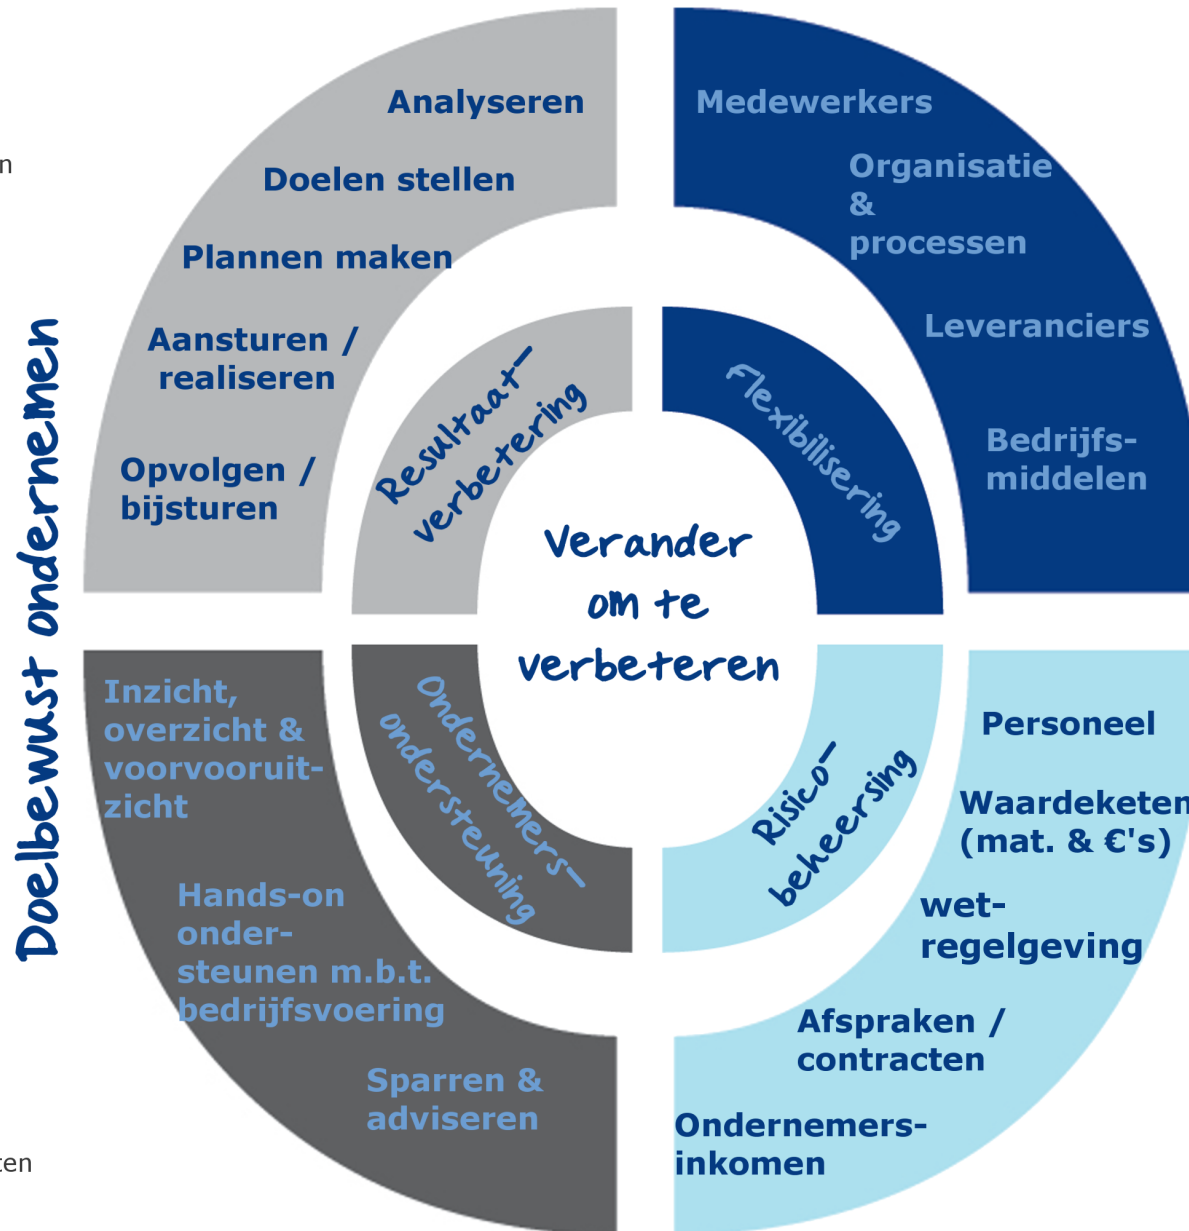 Analyseren
Doelen stellen
Plannen maken
Aansturen /
realiseren
Opvolgen /
bijsturen
Medewerkers
Organisatie
&
processen
Leveranciers
Bedrijfs-
middelen
Resultaat-
verbetering
Flexibilisering
Verander
om te
verbeteren
Doelbewust ondernemen
Inzicht,
overzicht &
voorvooruit-
zicht
Hands-on
onder-
steunen m.b.t.
bedrijfsvoering
Sparren &
adviseren
Ondernemers-
ondersteuning
Risico-
beheersing
Personeel
Waardeketen
(mat. & €'s)
wet-
regelgeving
Afspraken /
contracten
Ondernemers-
inkomen